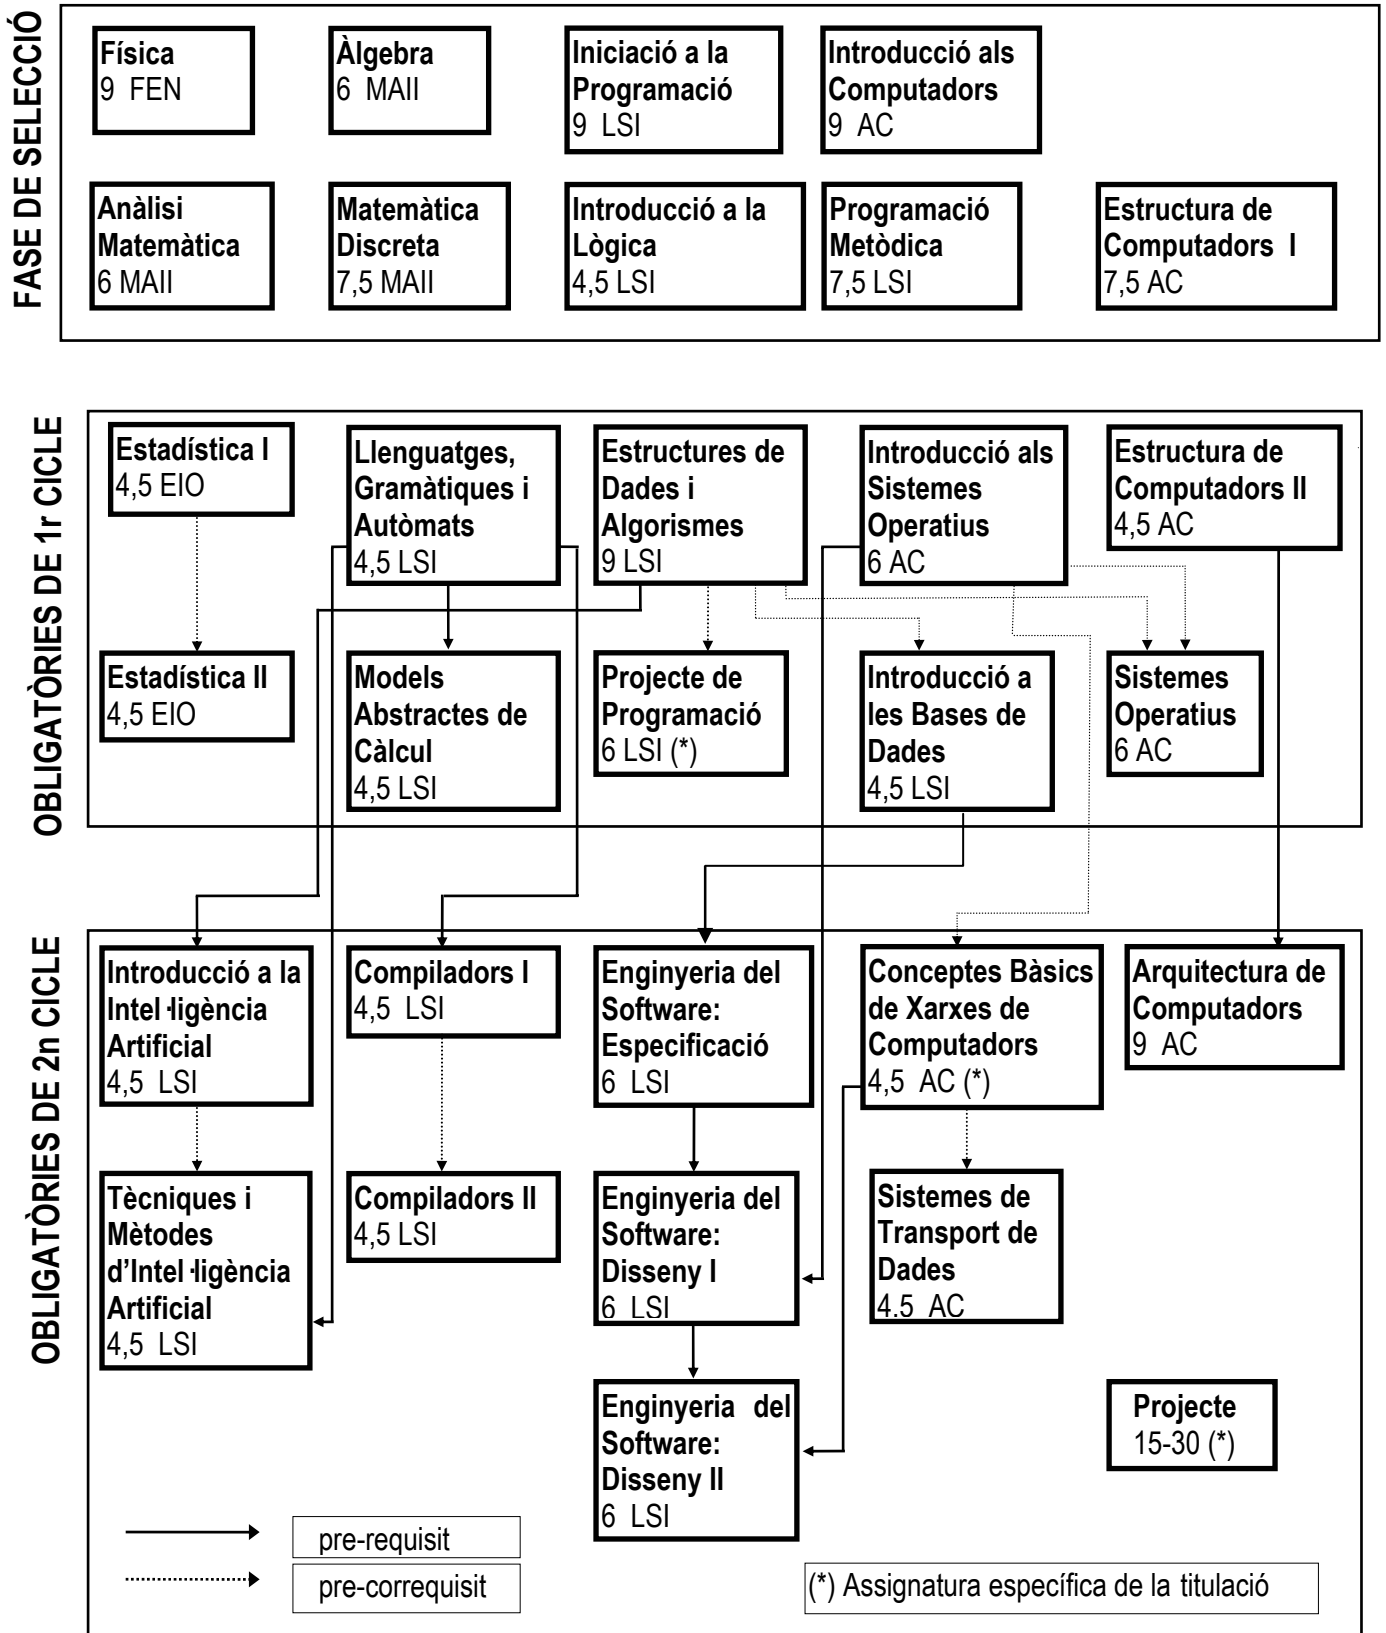 FASE DE SELECCIÓ
Física
9 FEN
Àlgebra
6 MAII
Iniciació a la
Programació
9 LSI
Introducció als
Computadors
9 AC
Anàlisi
Matemàtica
6 MAII
Matemàtica
Discreta
7,5 MAII
Introducció a la
Lògica
4,5 LSI
Programació
Metòdica
7,5 LSI
Estructura de
Computadors I
7,5 AC
OBLIGATÒRIES DE 1r CICLE
Estadística I
4,5 EIO
Llenguatges,
Gramàtiques i
Autòmats
4,5 LSI
Estructures de
Dades i
Algorismes
9 LSI
Introducció als
Sistemes
Operatius
6 AC
Estructura de
Computadors II
4,5 AC
Estadística II
4,5 EIO
Models
Abstractes de
Càlcul
4,5 LSI
Projecte de
Programació
6 LSI (*)
Introducció a
les Bases de
Dades
4,5 LSI
Sistemes
Operatius
6 AC
OBLIGATÒRIES DE 2n CICLE
Introducció a la
Intel·ligència
Artificial
4,5 LSI
Compiladors I
4,5 LSI
Enginyeria del
Software:
Especificació
6 LSI
Conceptes Bàsics
de Xarxes de
Computadors
4,5 AC (*)
Arquitectura de
Computadors
9 AC
Tècniques i
Mètodes
d'Intel·ligència
Artificial
4,5 LSI
Compiladors II
4,5 LSI
Enginyeria del
Software:
Disseny I
6 LSI
Sistemes de
Transport de
Dades
4.5 AC
Enginyeria del
Software:
Disseny II
6 LSI
Projecte
15-30 (*)
pre-requisit
pre-correquisit
(*) Assignatura específica de la titulació